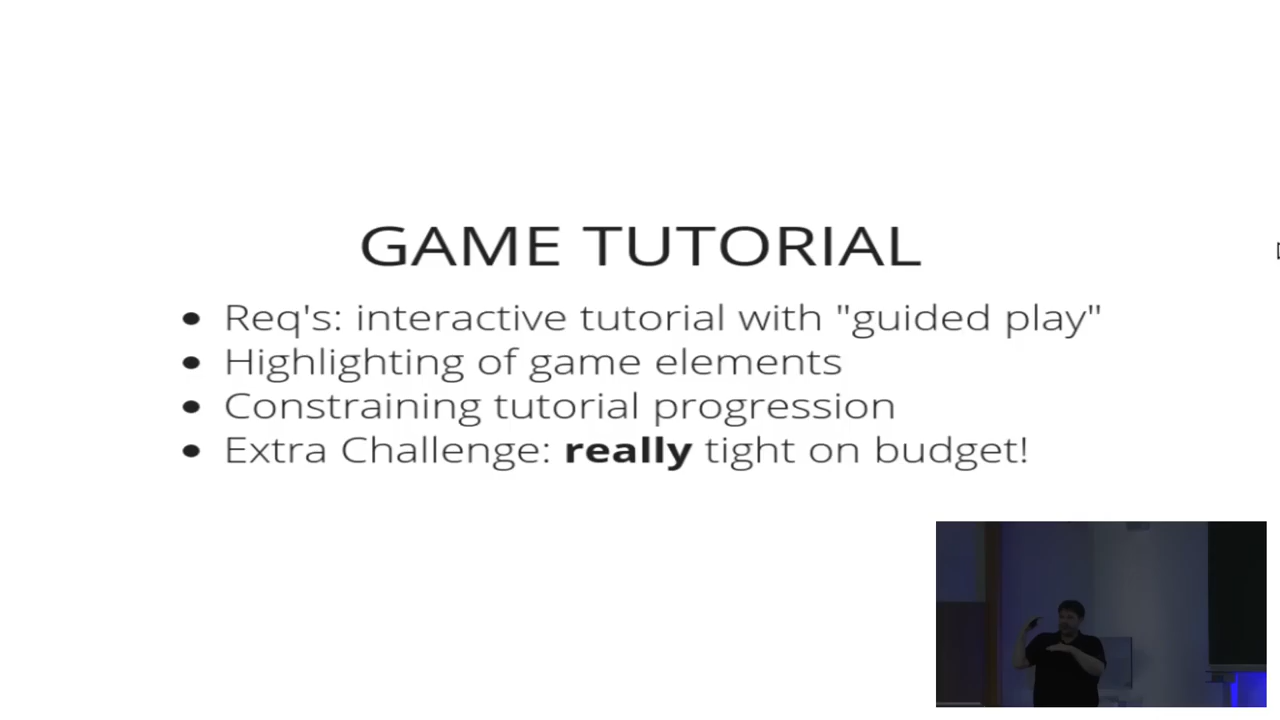 GAME TUTORIAL
• Req's: interactive tutorial with "guided play"
• Highlighting of game elements
• Constraining tutorial progression
• Extra Challenge: really tight on budget!